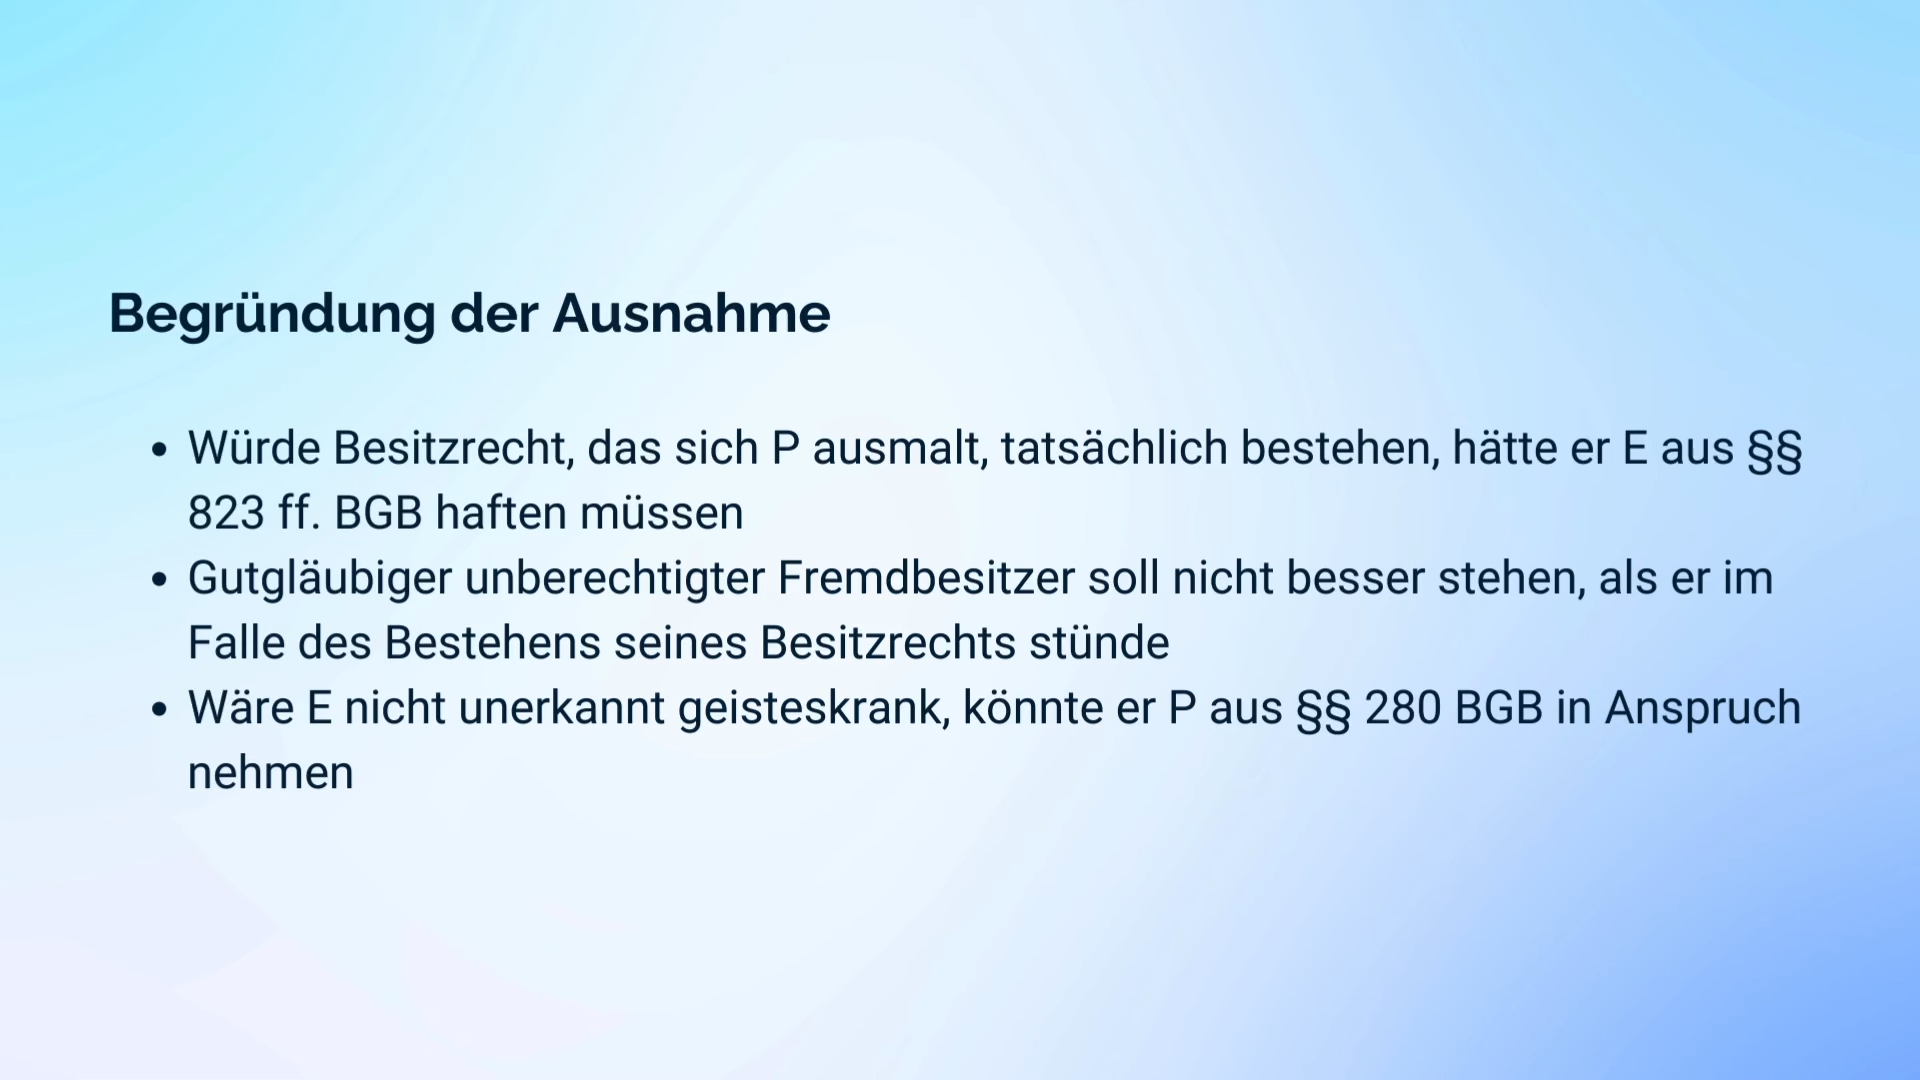 Begründung der Ausnahme
• Würde Besitzrecht, das sich P ausmalt, tatsächlich bestehen, hätte er E aus §§
823 ff. BGB haften müssen
• Gutgläubiger unberechtigter Fremdbesitzer soll nicht besser stehen, als er im
Falle des Bestehens seines Besitzrechts stünde
• Wäre E nicht unerkannt geisteskrank, könnte er P aus §§ 280 BGB in Anspruch
nehmen